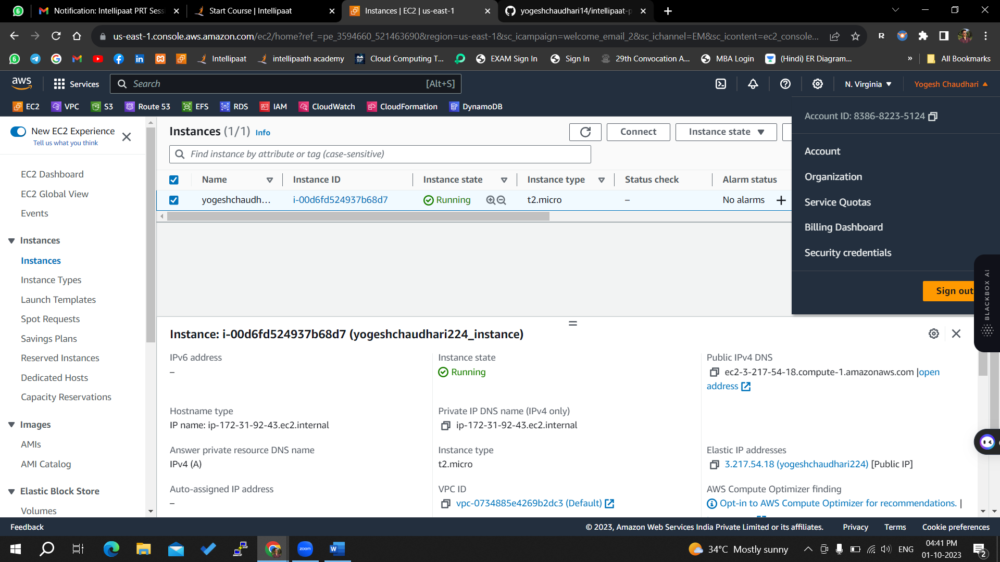 Notification: Intellipaat PRT Sessi
Start Course | Intellipaat
Instances | EC2 | us-east-1
yogeshchaudhari14/intellipaat-p
us-east-1.console.aws.amazon.com/ec2/home?ref_=pe_3594660_521463690&region=us-east-1&sc_icampaign=welcome_email_2&sc_ichannel=EM&sc_icontent=ec2_console...
Intellipaat
intellipaath academy
Cloud Computing T...
EXAM Sign In
Sign In
29th Convocation A...
MBA Login
(Hindi) ER Diagram...
»
All Bookmarks
aws
Services
Search
[Alt+S]
N. Virginia
Yogesh Chaudhari
EC2
VPC
S3
Route 53
EFS
RDS
IAM
CloudWatch
CloudFormation
DynamoDB
Account ID: 8386-8223-5124
Account
Organization
Service Quotas
Billing Dashboard
Security credentials
Sign out
BLACKBOX AI
New EC2 Experience
Tell us what you think
EC2 Dashboard
EC2 Global View
Events
Instances
Instances
Instance Types
Launch Templates
Spot Requests
Savings Plans
Reserved Instances
Dedicated Hosts
Capacity Reservations
Images
AMIs
AMI Catalog
Elastic Block Store
Volumes
Instances (1/1) Info
Connect
Instance state
Find instance by attribute or tag (case-sensitive)
Name
Instance ID
Instance state
Instance type
Status check
Alarm status
yogeshchaudh...
i-00d6fd524937b68d7
Running
t2.micro
–
No alarms
Instance: i-00d6fd524937b68d7 (yogeshchaudhari224_instance)
IPv6 address
–
Instance state
Running
Public IPv4 DNS
ec2-3-217-54-18.compute-1.amazonaws.com |open
address
Hostname type
IP name: ip-172-31-92-43.ec2.internal
Private IP DNS name (IPv4 only)
ip-172-31-92-43.ec2.internal
Answer private resource DNS name
IPv4 (A)
Instance type
t2.micro
Elastic IP addresses
3.217.54.18 (yogeshchaudhari224) [Public IP]
Auto-assigned IP address
–
VPC ID
vpc-0734885e4269b2dc3 (Default)
AWS Compute Optimizer finding
Opt-in to AWS Compute Optimizer for recommendations. |
Feedback
© 2023, Amazon Web Services India Private Limited or its affiliates.
Privacy
Terms
Cookie preferences
zoom
34°C Mostly sunny
ENG
04:41 PM
01-10-2023
2